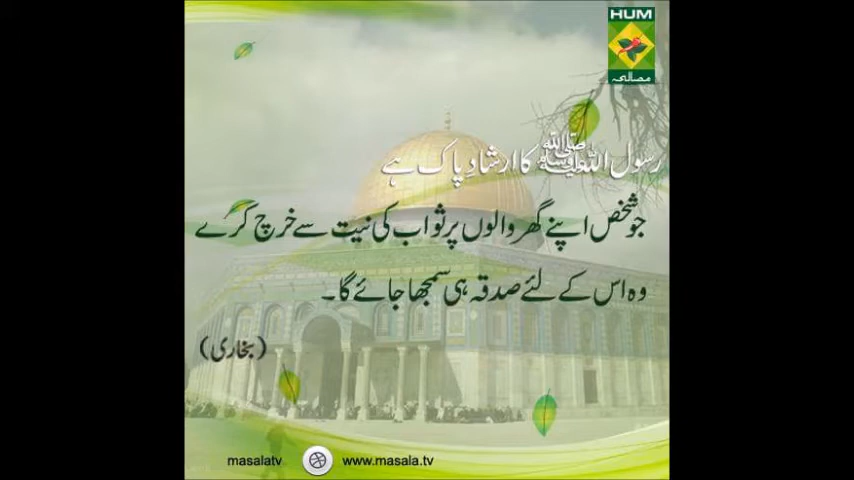 HUM
مصالحہ
رسول اللہ ﷺ کا ارشادِ پاک ہے
جو شخص اپنے گھر والوں پر ثواب کی نیت سے خرچ کرے
وہ اس کے لئے صدقہ ہی سمجھا جائے گا۔
(بخاری)
masalatv www.masala.tv